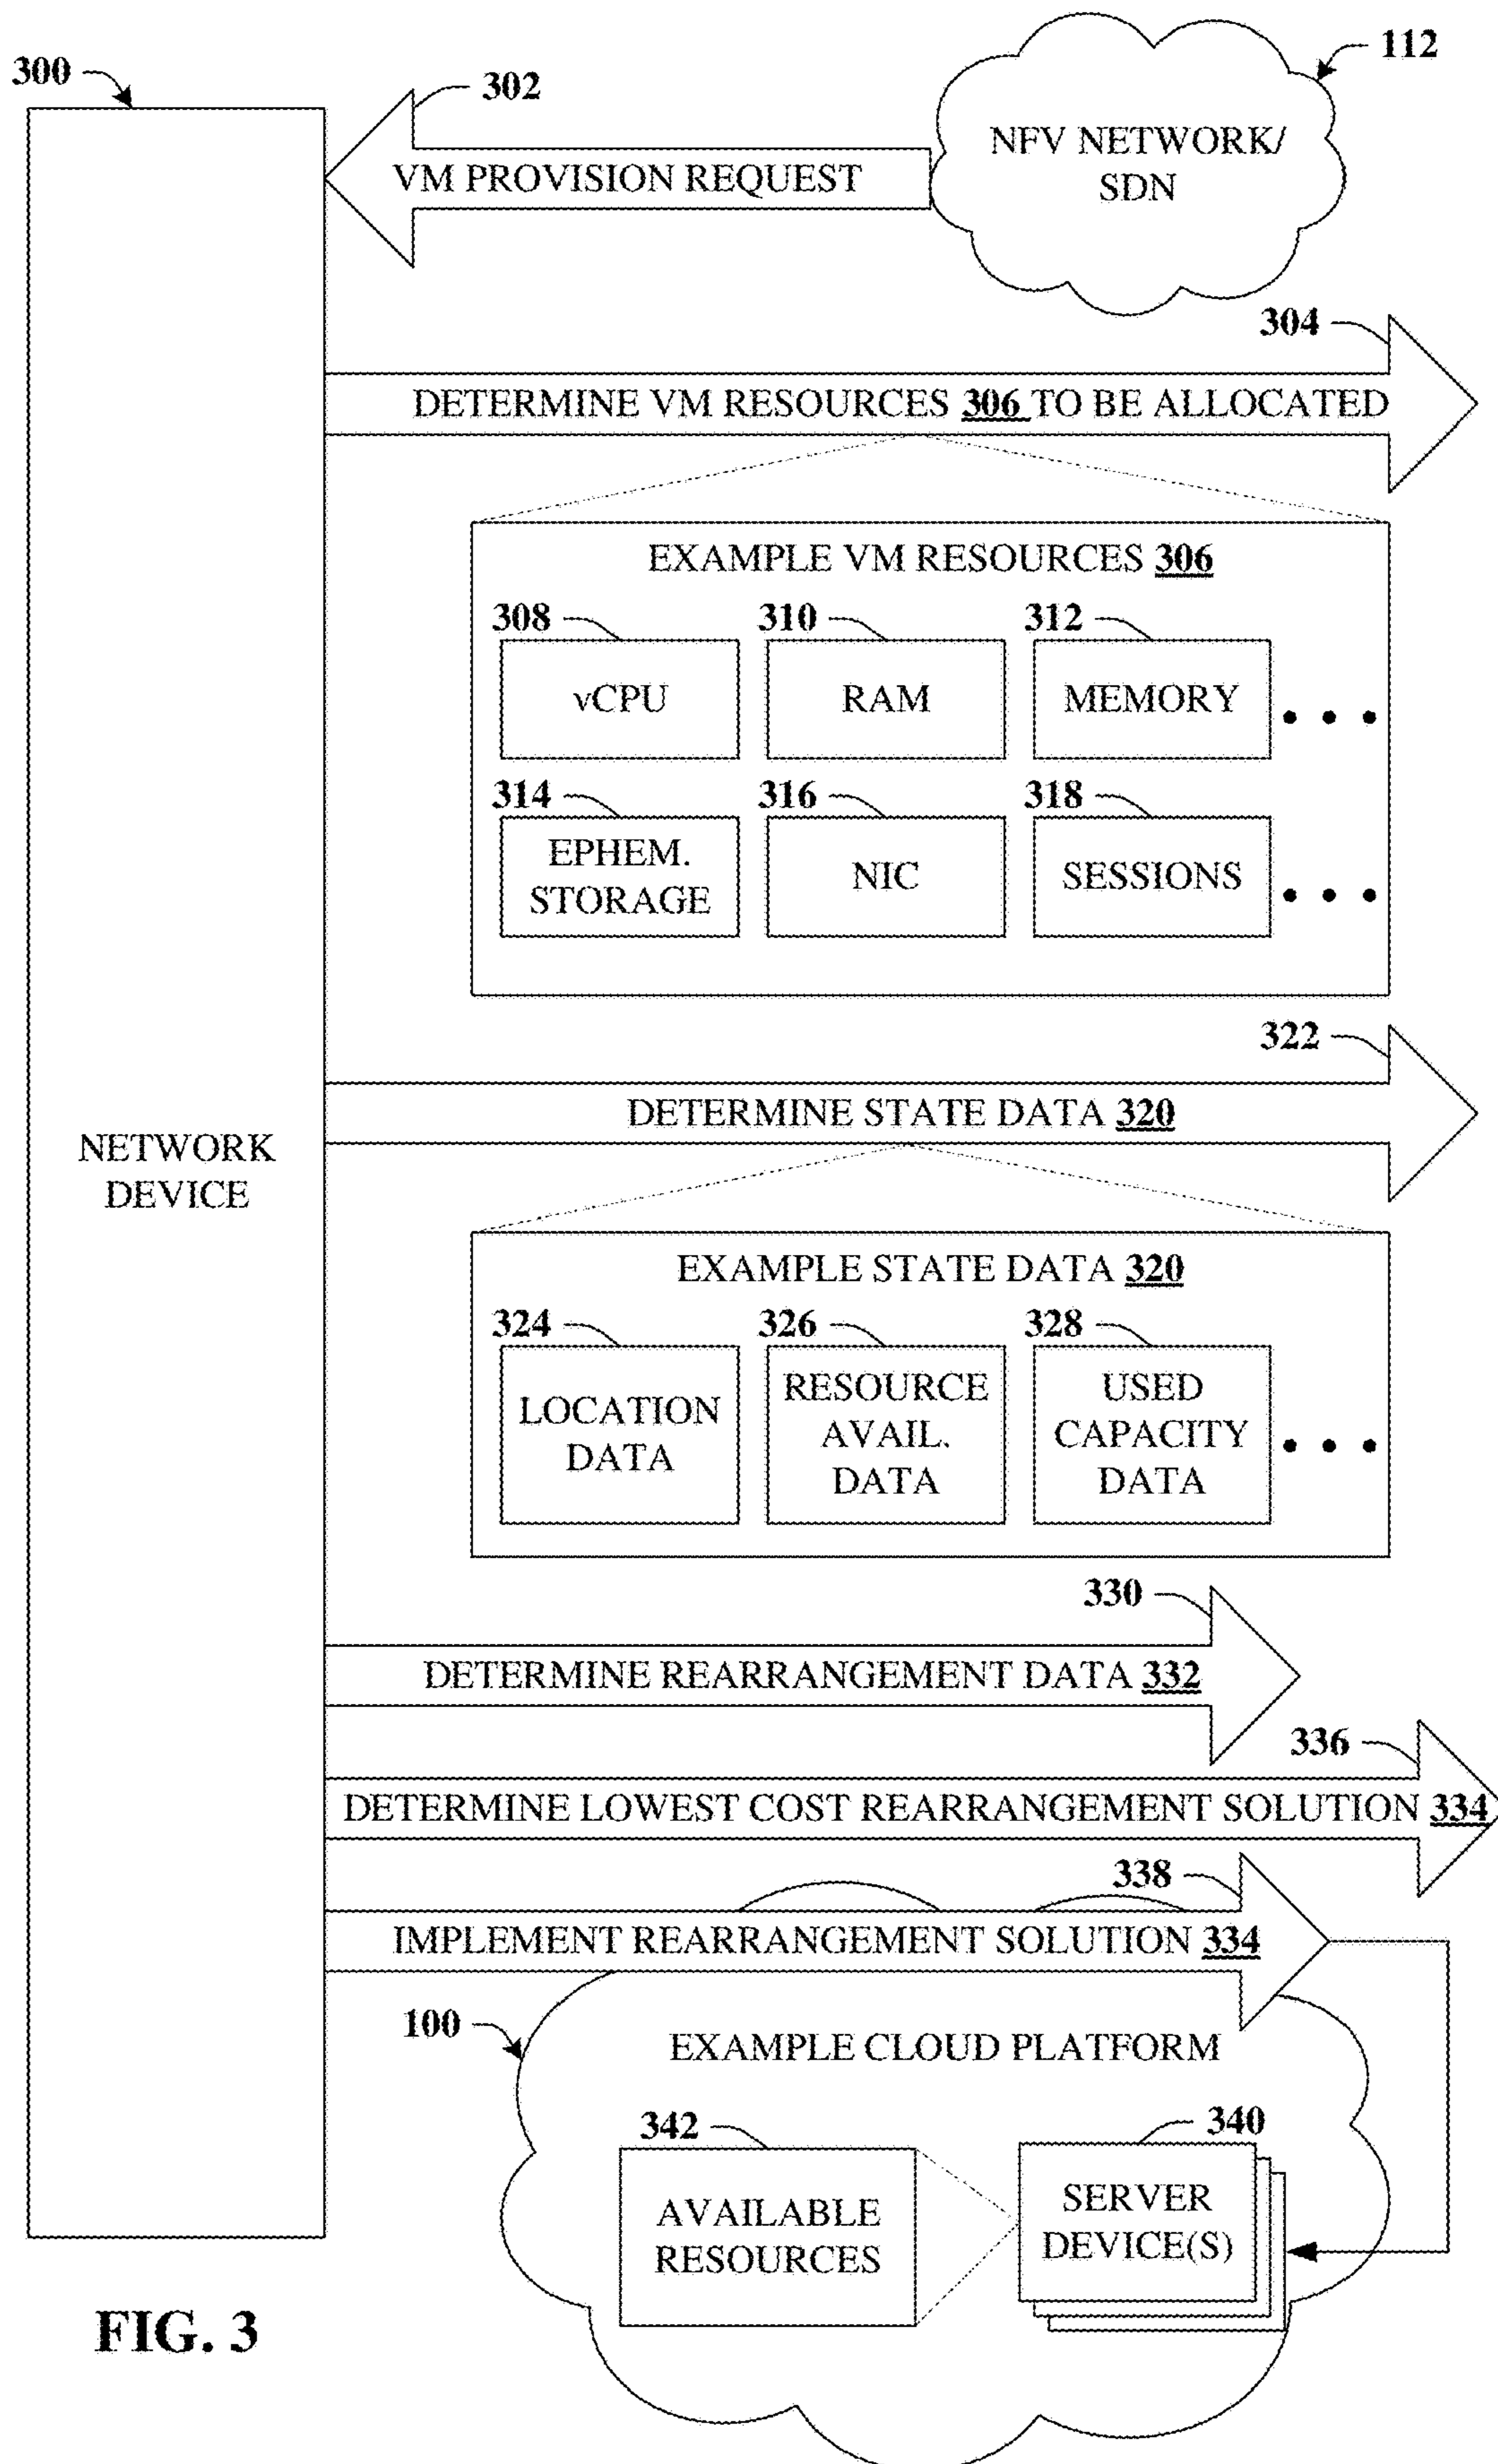 300
302
112
NFV NETWORK/
SDN
VM PROVISION REQUEST
304
DETERMINE VM RESOURCES 306 TO BE ALLOCATED
EXAMPLE VM RESOURCES 306
308
310
312
vCPU
RAM
MEMORY
• • •
314
316
318
EPHEM.
STORAGE
NIC
SESSIONS
• • •
322
DETERMINE STATE DATA 320
NETWORK
DEVICE
EXAMPLE STATE DATA 320
324
326
328
LOCATION
DATA
RESOURCE
AVAIL.
DATA
USED
CAPACITY
DATA
• • •
330
DETERMINE REARRANGEMENT DATA 332
336
DETERMINE LOWEST COST REARRANGEMENT SOLUTION 334
338
IMPLEMENT REARRANGEMENT SOLUTION 334
100
EXAMPLE CLOUD PLATFORM
342
340
AVAILABLE
RESOURCES
SERVER
DEVICE(S)
FIG. 3